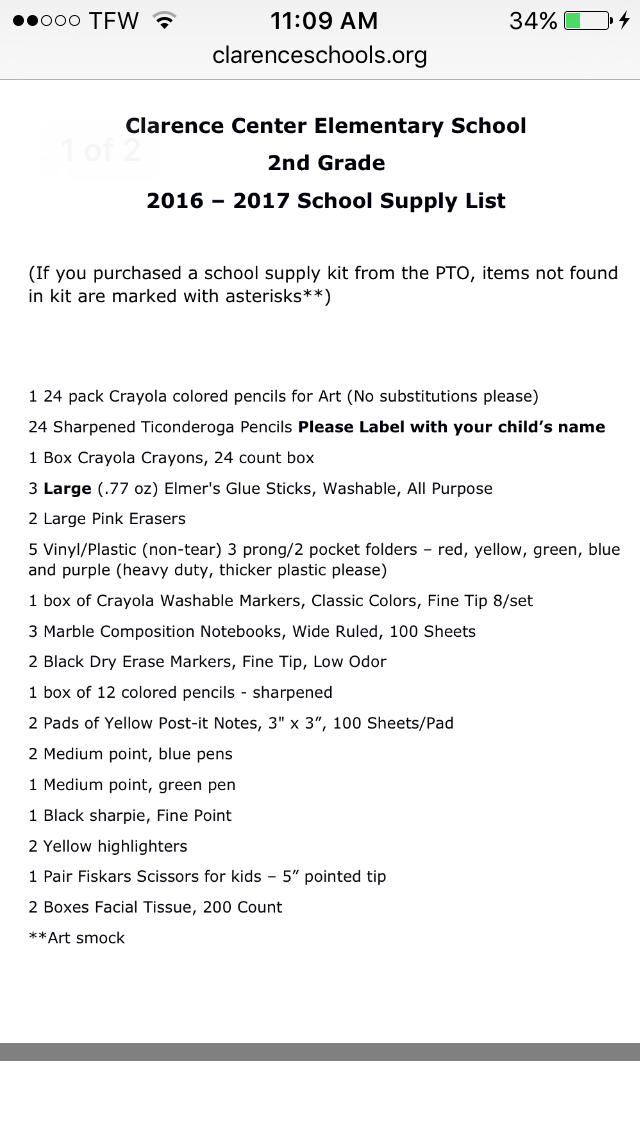 TFW 11:09 AM 34%
clarenceschools.org
1 of 2
Clarence Center Elementary School
2nd Grade
2016 – 2017 School Supply List
(If you purchased a school supply kit from the PTO, items not found
in kit are marked with asterisks**)
1 24 pack Crayola colored pencils for Art (No substitutions please)
24 Sharpened Ticonderoga Pencils Please Label with your child’s name
1 Box Crayola Crayons, 24 count box
3 Large (.77 oz) Elmer's Glue Sticks, Washable, All Purpose
2 Large Pink Erasers
5 Vinyl/Plastic (non-tear) 3 prong/2 pocket folders – red, yellow, green, blue
and purple (heavy duty, thicker plastic please)
1 box of Crayola Washable Markers, Classic Colors, Fine Tip 8/set
3 Marble Composition Notebooks, Wide Ruled, 100 Sheets
2 Black Dry Erase Markers, Fine Tip, Low Odor
1 box of 12 colored pencils - sharpened
2 Pads of Yellow Post-it Notes, 3" x 3”, 100 Sheets/Pad
2 Medium point, blue pens
1 Medium point, green pen
1 Black sharpie, Fine Point
2 Yellow highlighters
1 Pair Fiskars Scissors for kids – 5” pointed tip
2 Boxes Facial Tissue, 200 Count
**Art smock